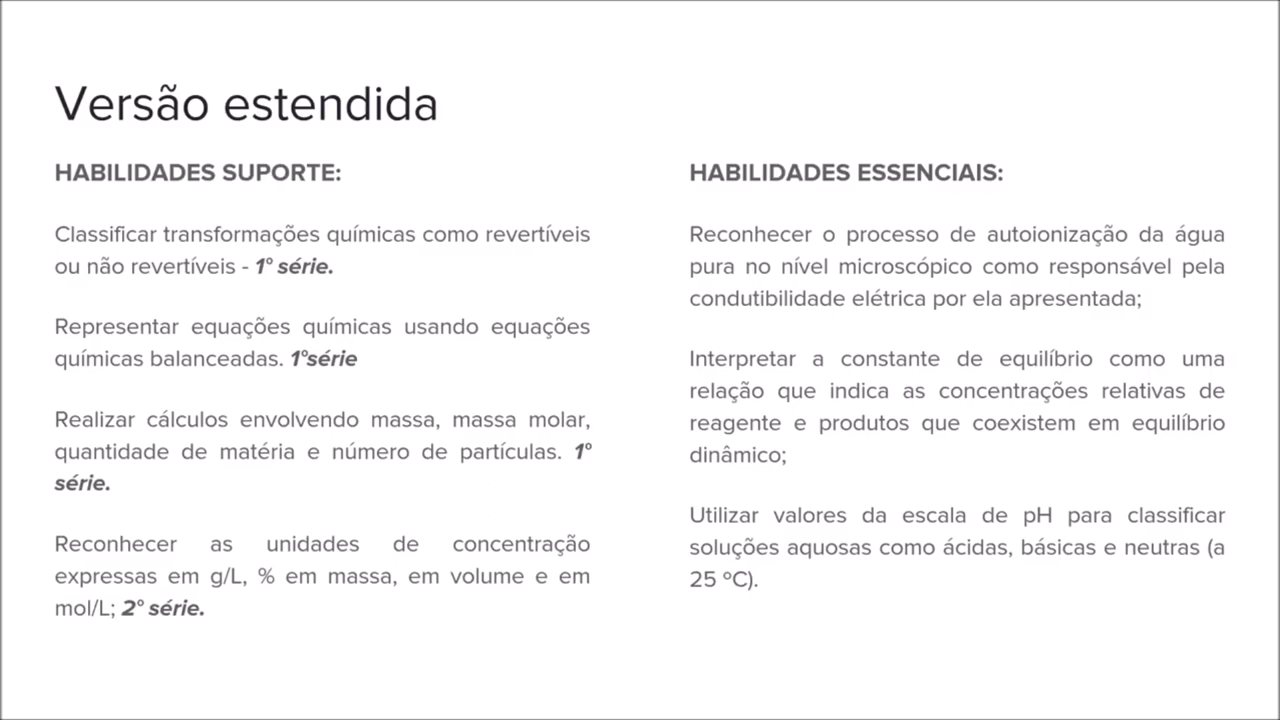 Versão estendida
HABILIDADES SUPORTE:
Classificar transformações químicas como revertíveis
ou não revertíveis - 1° série.
Representar equações químicas usando equações
químicas balanceadas. 1°série
Realizar cálculos envolvendo massa, massa molar,
quantidade de matéria e número de partículas. 1°
série.
Reconhecer as unidades de concentração
expressas em g/L, % em massa, em volume e em
mol/L; 2° série.
HABILIDADES ESSENCIAIS:
Reconhecer o processo de autoionização da água
pura no nível microscópico como responsável pela
condutibilidade elétrica por ela apresentada;
Interpretar a constante de equilíbrio como uma
relação que indica as concentrações relativas de
reagente e produtos que coexistem em equilíbrio
dinâmico;
Utilizar valores da escala de pH para classificar
soluções aquosas como ácidas, básicas e neutras (a
25 ºC).